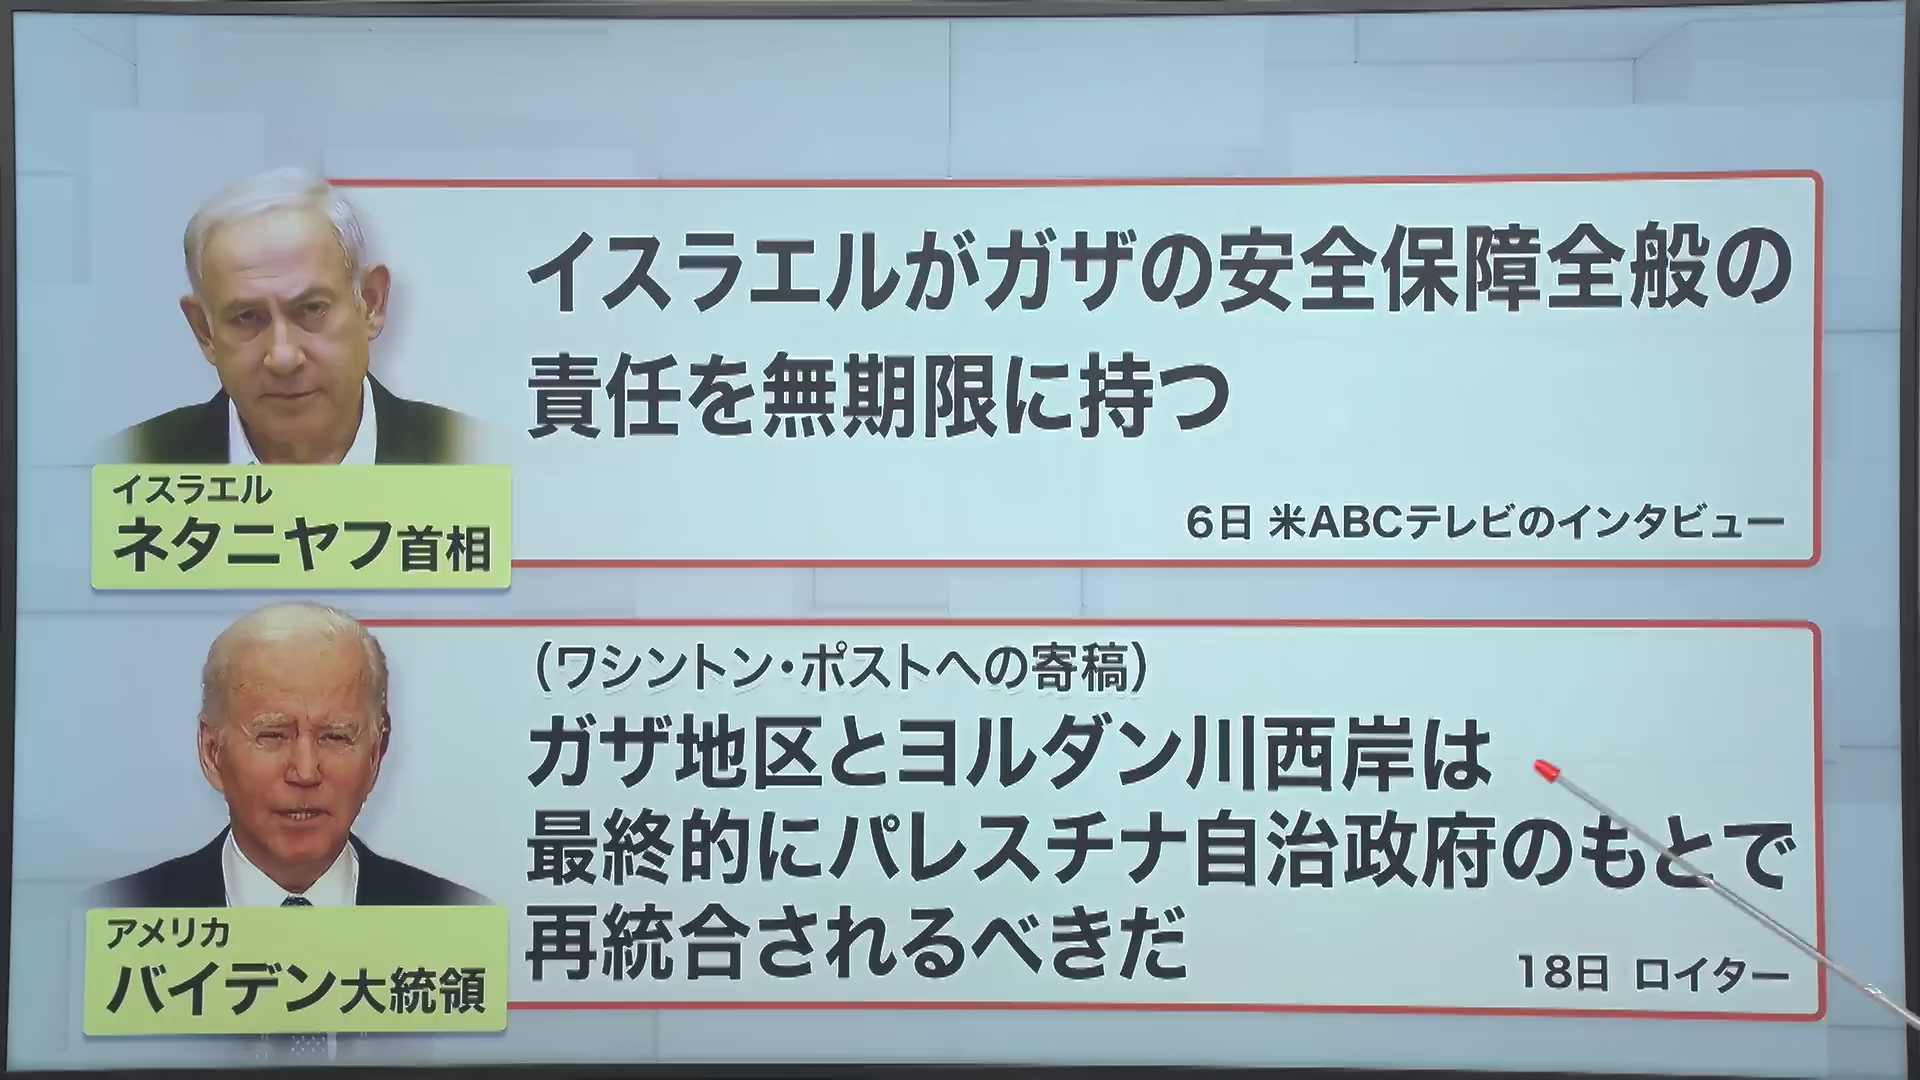 イスラエルがガザの安全保障全般の
責任を無期限に持つ
6日 米ABCテレビのインタビュー
イスラエル
ネタニヤフ首相
(ワシントン・ポストへの寄稿)
ガザ地区とヨルダン川西岸は
最終的にパレスチナ自治政府のもとで
再統合されるべきだ
18日 ロイター
アメリカ
バイデン大統領